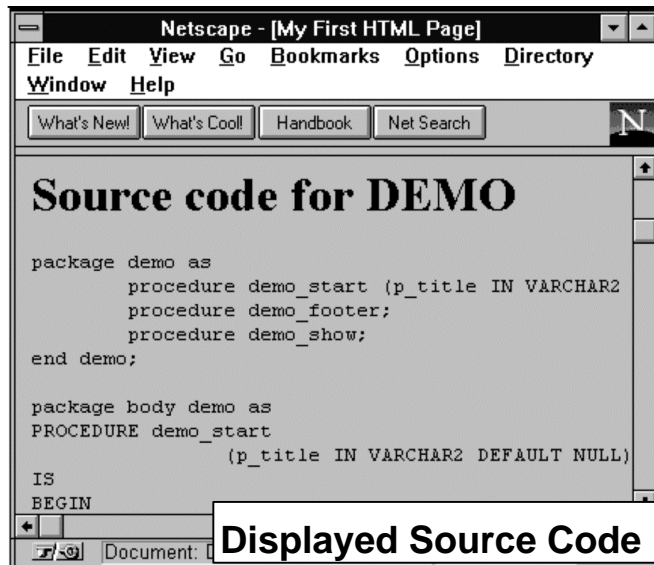 Netscape - [My First HTML Page]
File Edit View Go Bookmarks Options Directory
Window Help
What's New! What's Cool! Handbook Net Search N
Source code for DEMO
package demo as
procedure demo_start (p_title IN VARCHAR2
procedure demo_footer;
procedure demo_show;
end demo;
package body demo as
PROCEDURE demo_start
(p_title IN VARCHAR2 DEFAULT NULL)
IS
BEGIN
Displayed Source Code
Document: